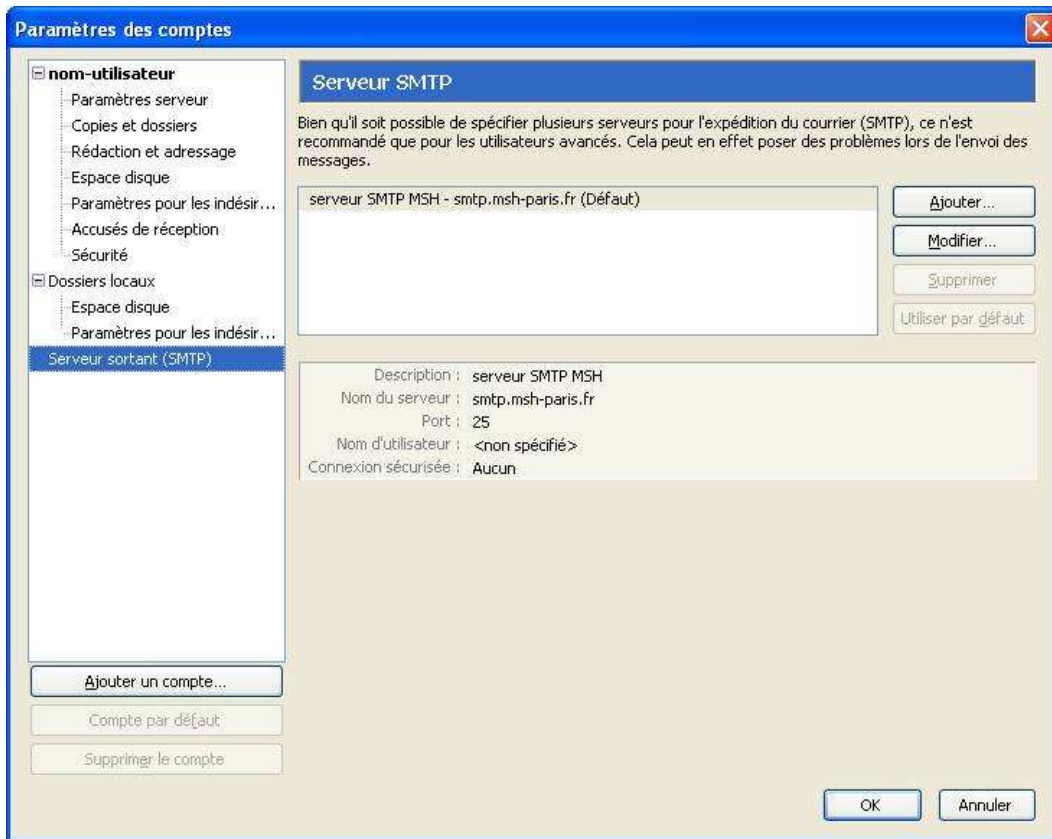 Paramètres des comptes
nom-utilisateur
Paramètres serveur
Copies et dossiers
Rédaction et adressage
Espace disque
Paramètres pour les indésir...
Accusés de réception
Sécurité
Dossiers locaux
Espace disque
Paramètres pour les indésir...
Serveur sortant (SMTP)
Ajouter un compte...
Compte par défaut
Supprimer le compte
Serveur SMTP
Bien qu'il soit possible de spécifier plusieurs serveurs pour l'expédition du courrier (SMTP), ce n'est
recommandé que pour les utilisateurs avancés. Cela peut en effet poser des problèmes lors de l'envoi des
messages.
serveur SMTP MSH - smtp.msh-paris.fr (Défaut)
Ajouter...
Modifier...
Supprimer
Utiliser par défaut
Description : serveur SMTP MSH
Nom du serveur : smtp.msh-paris.fr
Port : 25
Nom d'utilisateur : <non spécifié>
Connexion sécurisée : Aucun
OK
Annuler